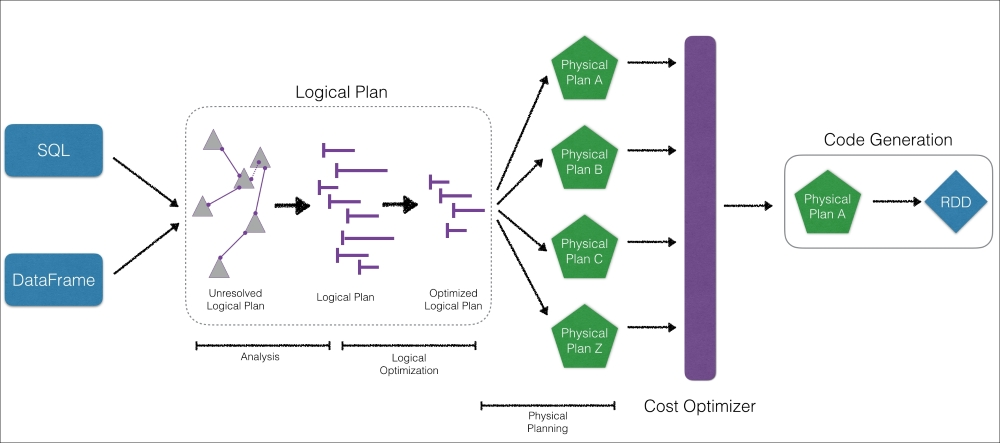 Logical Plan
SQL
DataFrame
Unresolved
Logical Plan
Logical Plan
Optimized
Logical Plan
Analysis
Logical
Optimization
Physical
Plan A
Physical
Plan B
Physical
Plan C
Physical
Plan Z
Physical
Planning
Cost Optimizer
Code Generation
Physical
Plan A
RDD